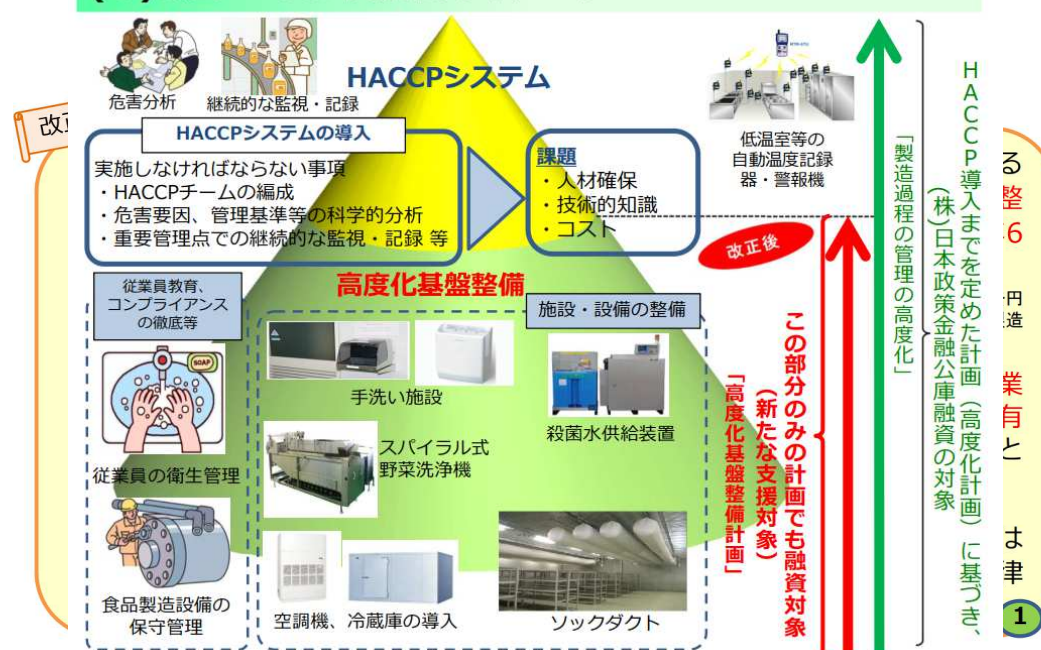 危害分析
継続的な監視・記録
HACCPシステム
HACCPシステムの導入
実施しなければならない事項
・HACCPチームの編成
・危害要因、管理基準等の科学的分析
・重要管理点での継続的な監視・記録 等
課題
・人材確保
・技術的知識
・コスト
低温室等の
自動温度記録
器・警報機
改正後
高度化基盤整備
従業員教育、
コンプライアンス
の徹底等
SOAP
従業員の衛生管理
食品製造設備の
保守管理
施設・設備の整備
手洗い施設
殺菌水供給装置
スパイラル式
野菜洗浄機
空調機、冷蔵庫の導入
ソックダクト
この部分のみの計画でも融資対象
(新たな支援対象)
「高度化基盤整備計画」
「製造過程の管理の高度化」
HACCP導入までを定めた計画(高度化計画)に基づき、
(株)日本政策金融公庫融資の対象
る
整
6
円
造
業
有
と
は
律
1